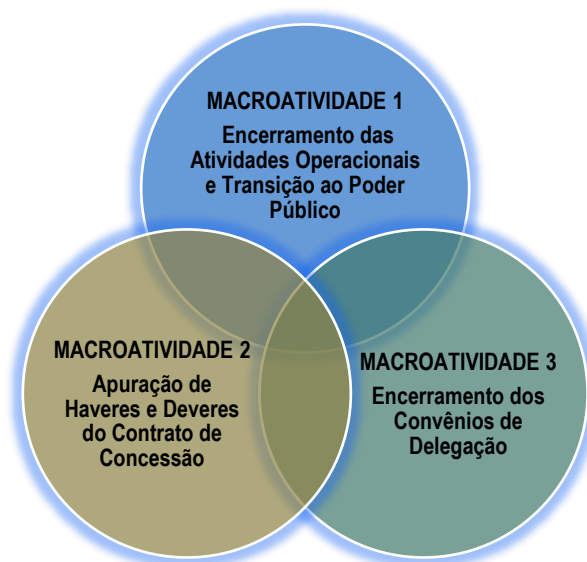 MACROATIVIDADE 1
Encerramento das
Atividades Operacionais
e Transição ao Poder
Público
MACROATIVIDADE 2
Apuração de
Haveres e Deveres
do Contrato de
Concessão
MACROATIVIDADE 3
Encerramento dos
Convênios de
Delegação